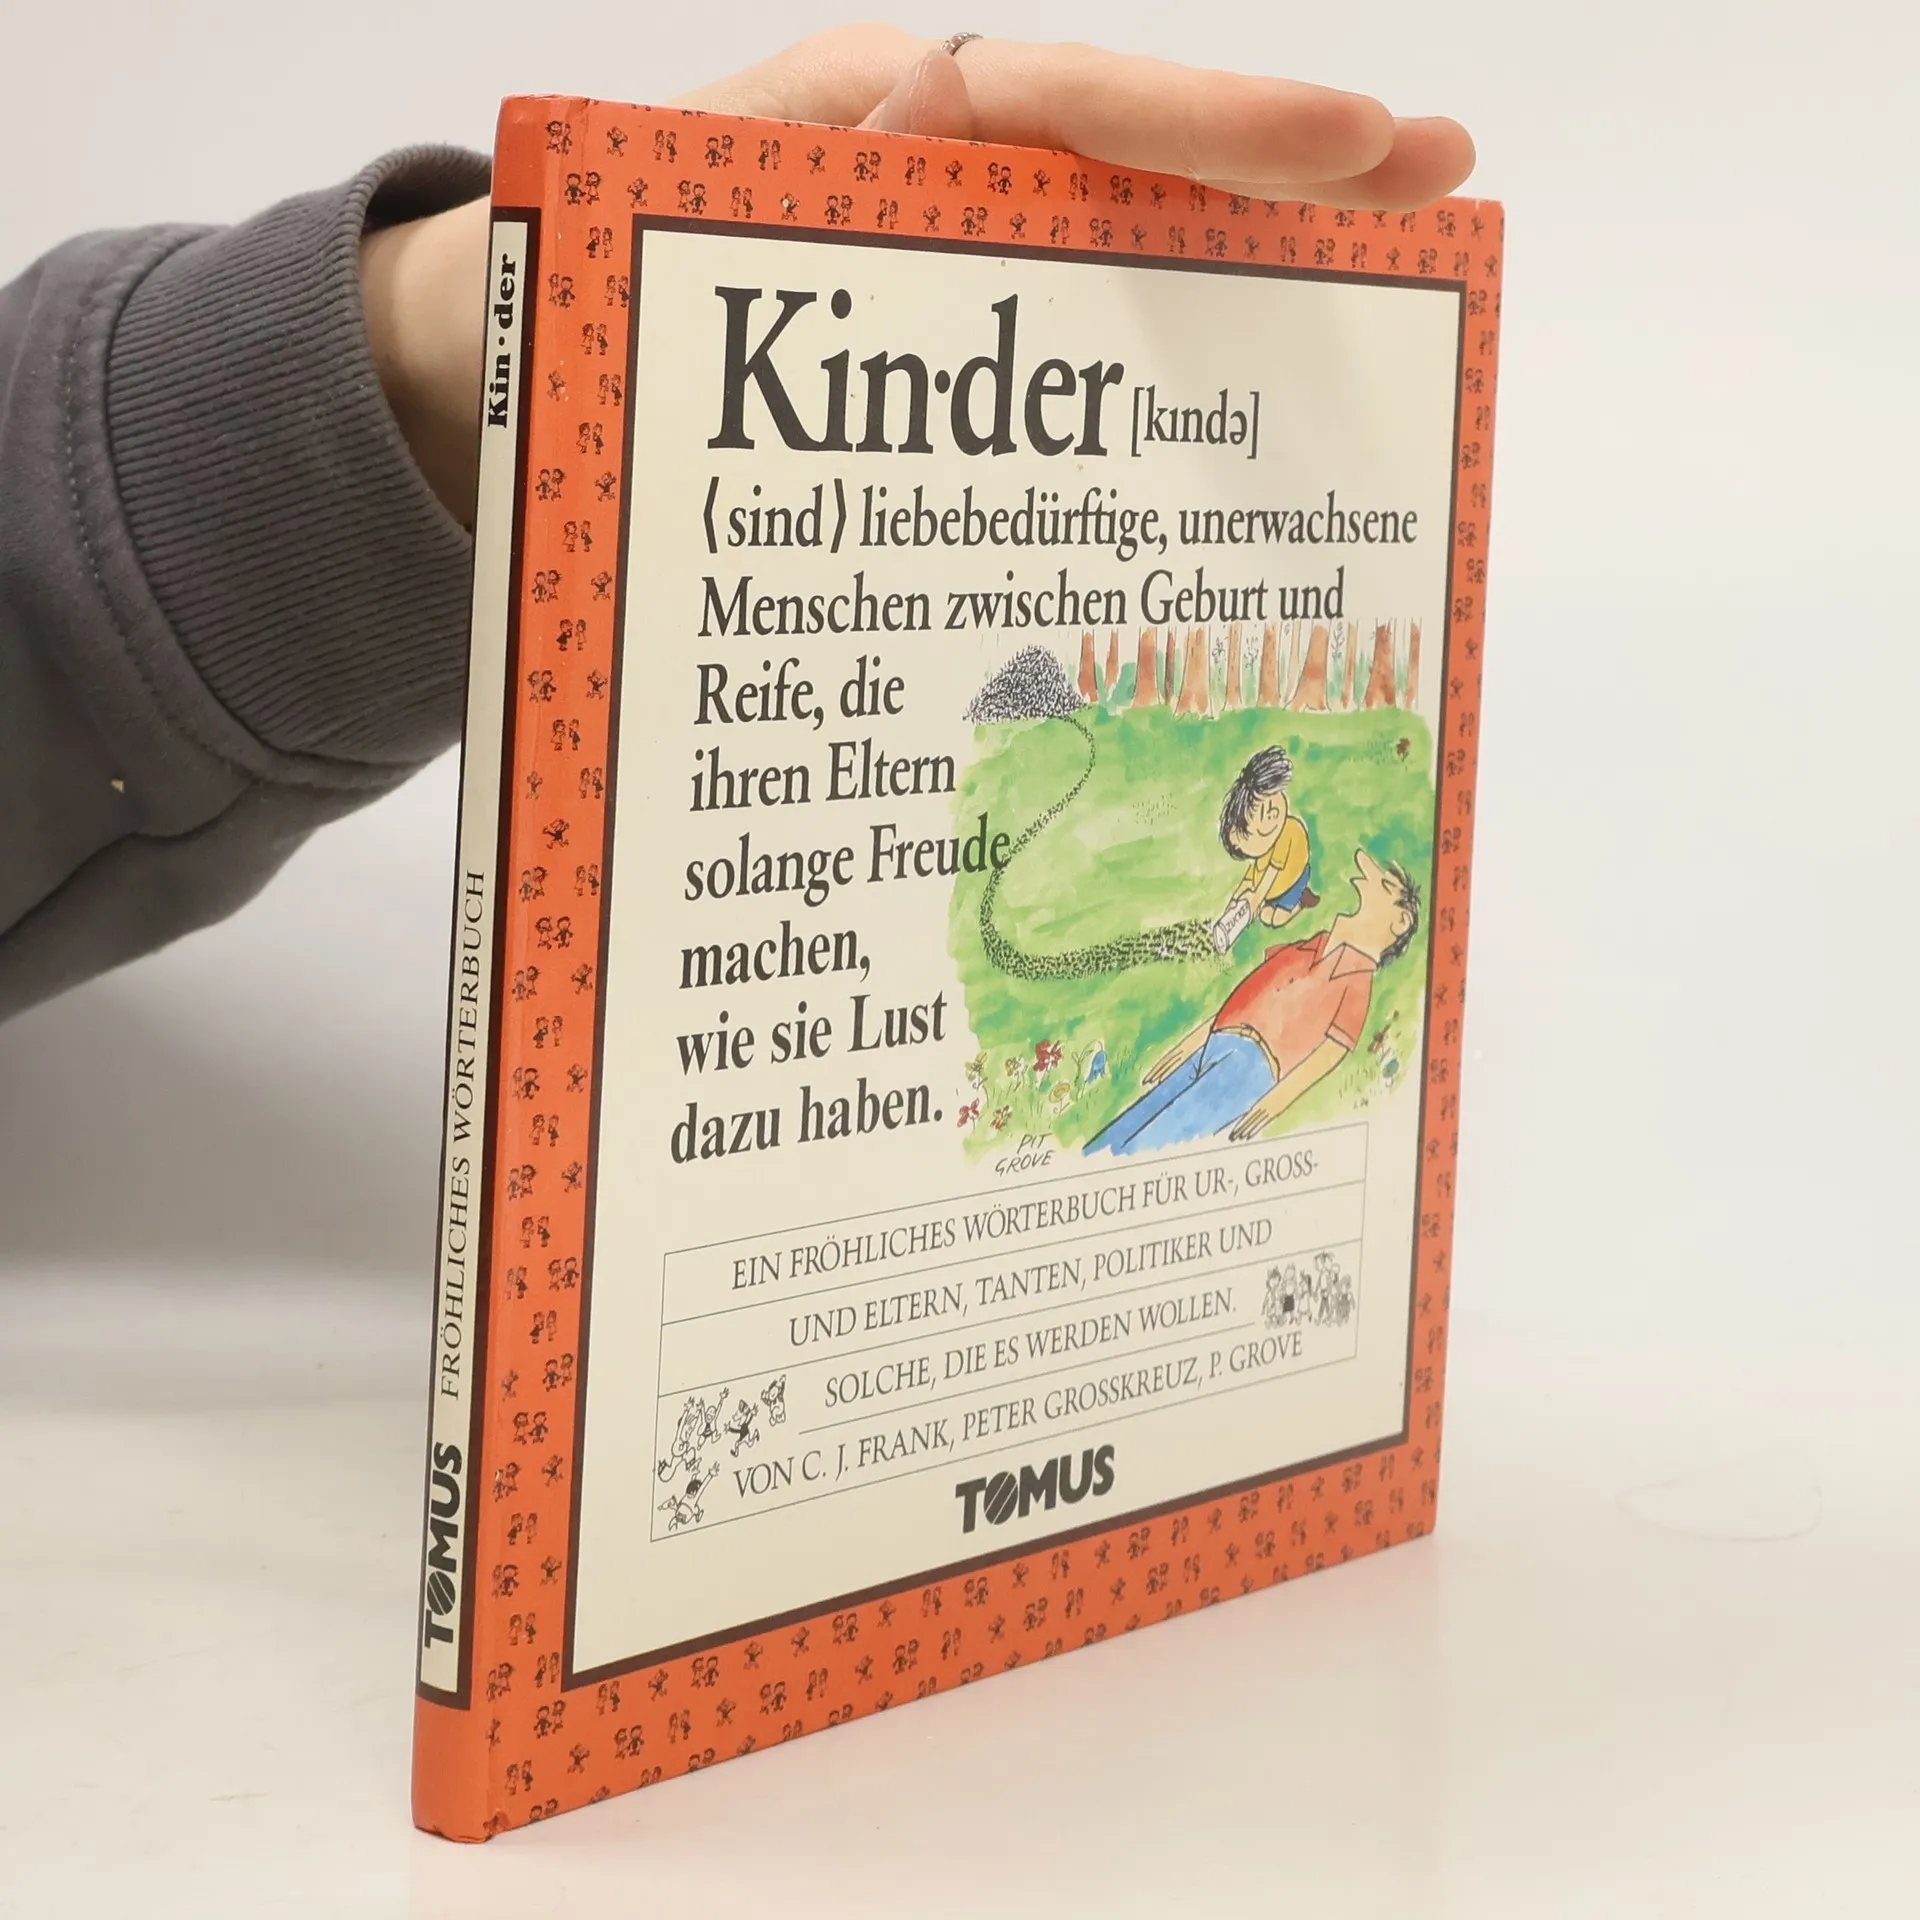 Kin·der
FRÖHLICHES WÖRTERBUCH
TOMUS
Kin·der [kındə]
⟨sind⟩ liebebedürftige, unerwachsene
Menschen zwischen Geburt und
Reife, die
ihren Eltern
solange Freude
machen,
wie sie Lust
dazu haben.
ZUCKER
PIT
GROVE
EIN FRÖHLICHES WÖRTERBUCH FÜR UR-, GROSS-
UND ELTERN, TANTEN, POLITIKER UND
SOLCHE, DIE ES WERDEN WOLLEN.
VON C. J. FRANK, PETER GROSSKREUZ, P. GROVE
TOMUS